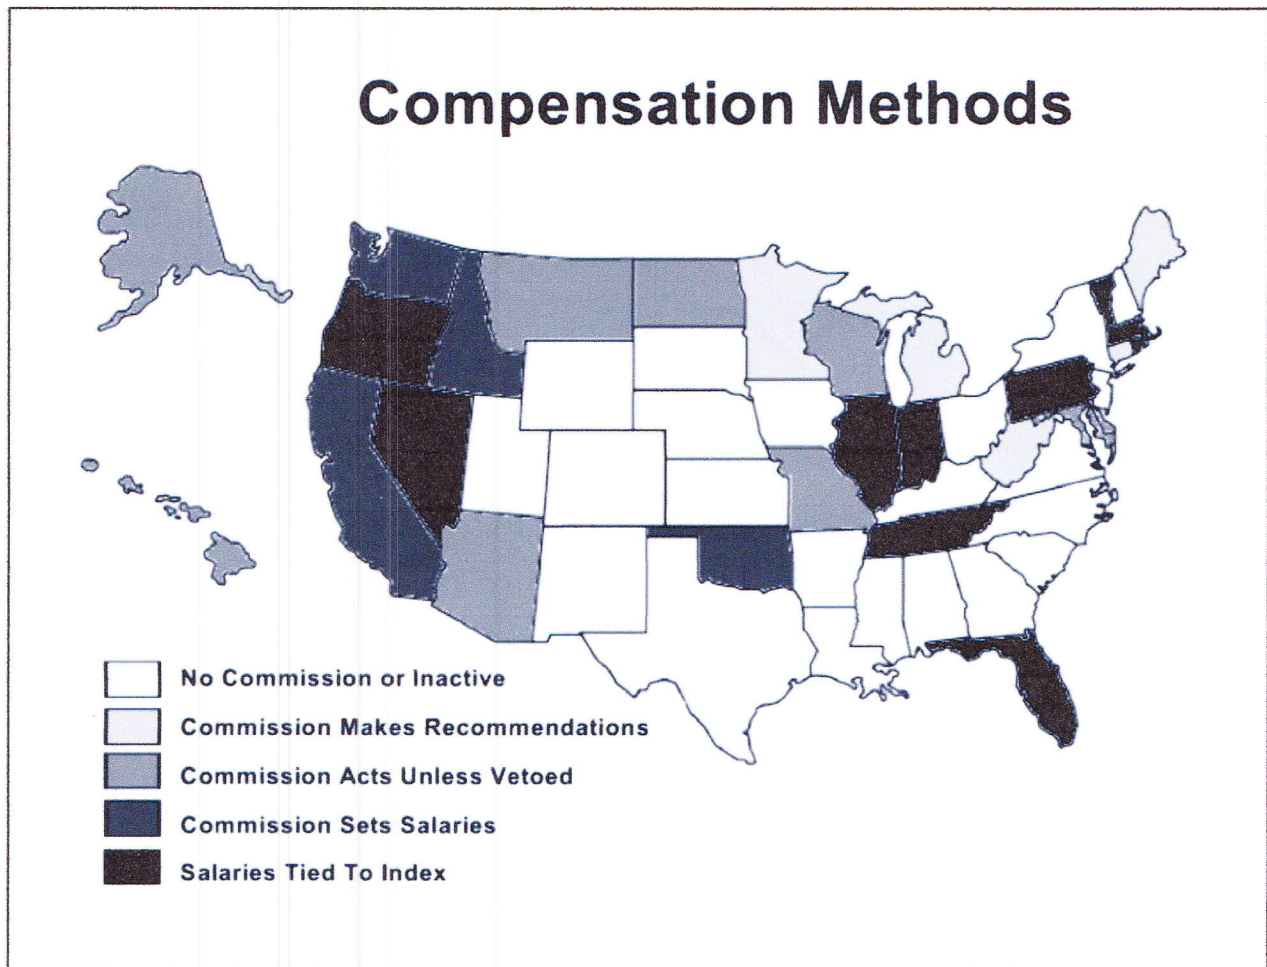 Compensation Methods
No Commission or Inactive
Commission Makes Recommendations
Commission Acts Unless Vetoed
Commission Sets Salaries
Salaries Tied To Index